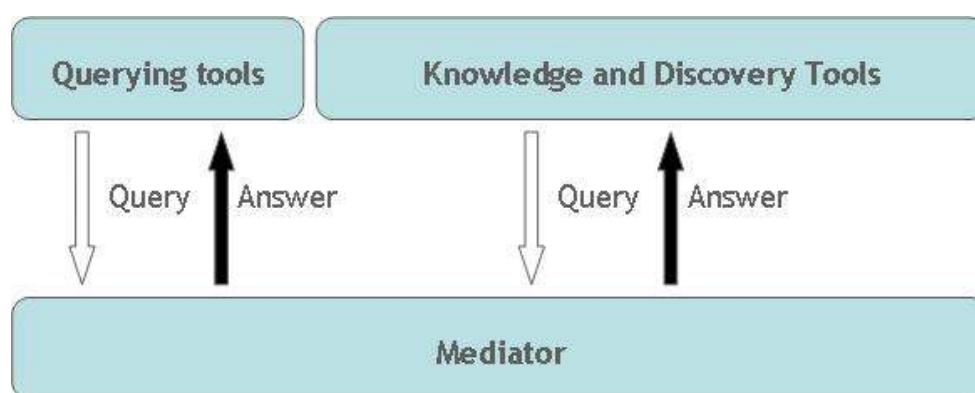 Querying tools
Knowledge and Discovery Tools
Query
Answer
Query
Answer
Mediator